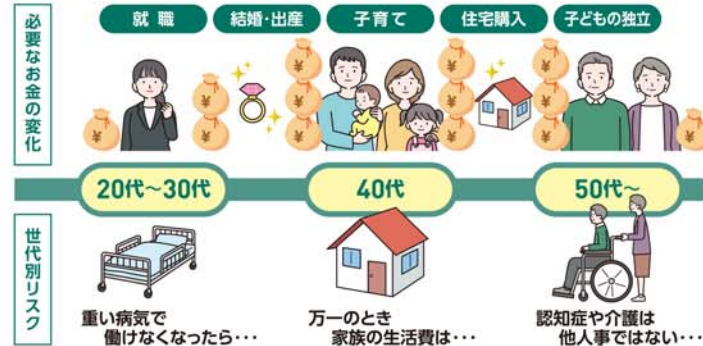 必要なお金の変化
就職
結婚・出産
子育て
住宅購入
子どもの独立
¥
¥
¥
¥
¥
¥
¥
¥
¥
¥
¥
¥
¥
20代～30代
40代
50代～
世代別リスク
重い病気で
働けなくなったら・・・
万一のとき
家族の生活費は・・・
認知症や介護は
他人事ではない・・・